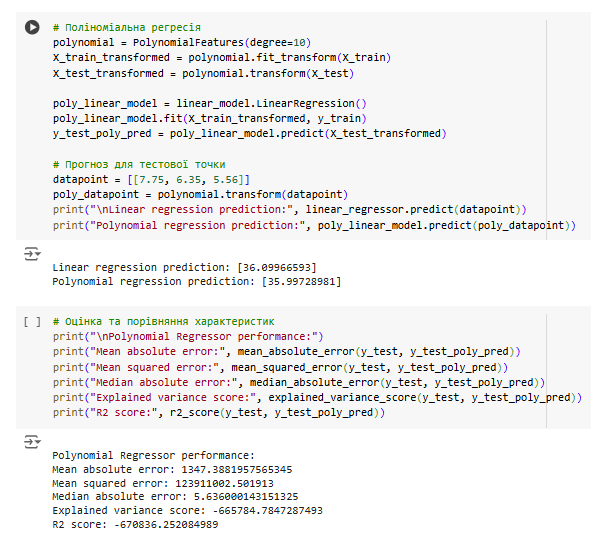 # Поліноміальна регресія
polynomial = PolynomialFeatures(degree=10)
X_train_transformed = polynomial.fit_transform(X_train)
X_test_transformed = polynomial.transform(X_test)
poly_linear_model = linear_model.LinearRegression()
poly_linear_model.fit(X_train_transformed, y_train)
y_test_poly_pred = poly_linear_model.predict(X_test_transformed)
# Прогноз для тестової точки
datapoint = [[7.75, 6.35, 5.56]]
poly_datapoint = polynomial.transform(datapoint)
print("\nLinear regression prediction:", linear_regressor.predict(datapoint))
print("Polynomial regression prediction:", poly_linear_model.predict(poly_datapoint))
Linear regression prediction: [36.09966593]
Polynomial regression prediction: [35.99728981]
[ ] # Оцінка та порівняння характеристик
print("\nPolynomial Regressor performance:")
print("Mean absolute error:", mean_absolute_error(y_test, y_test_poly_pred))
print("Mean squared error:", mean_squared_error(y_test, y_test_poly_pred))
print("Median absolute error:", median_absolute_error(y_test, y_test_poly_pred))
print("Explained variance score:", explained_variance_score(y_test, y_test_poly_pred))
print("R2 score:", r2_score(y_test, y_test_poly_pred))
Polynomial Regressor performance:
Mean absolute error: 1347.3881957565345
Mean squared error: 123911002.501913
Median absolute error: 5.636000143151325
Explained variance score: -665784.7847287493
R2 score: -670836.252084989